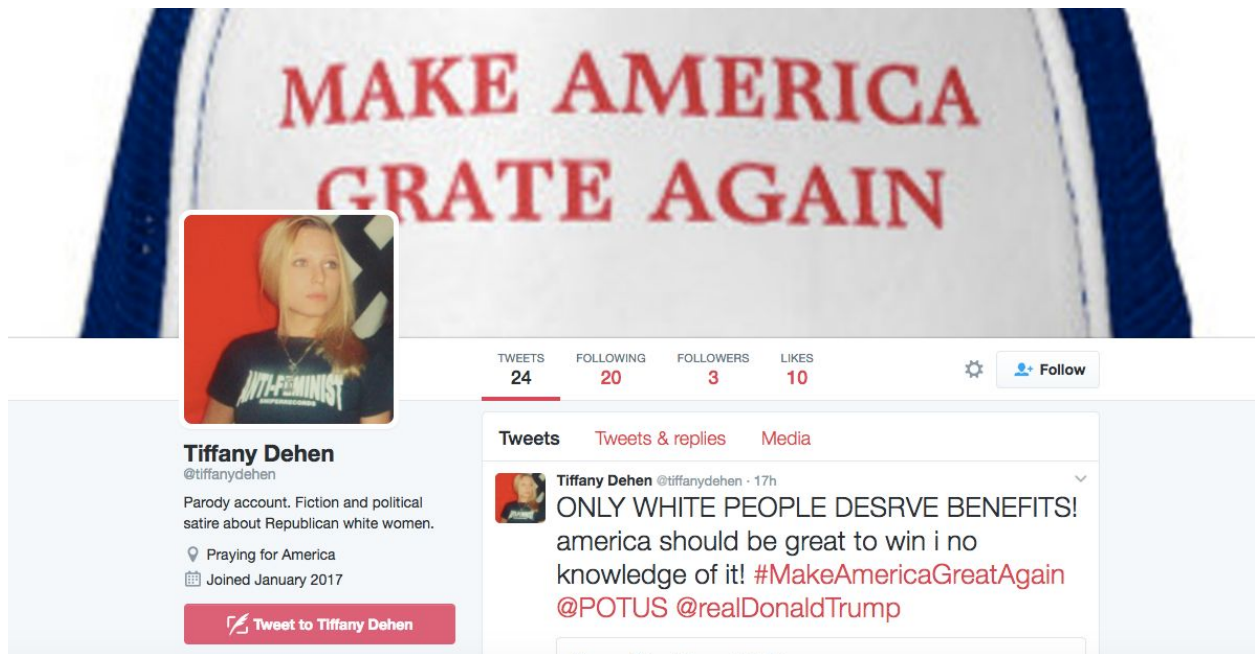 MAKE AMERICA
GRATE AGAIN
ANTI-FEMINIST
TWEETS
24
FOLLOWING
20
FOLLOWERS
3
LIKES
10
Follow
Tiffany Dehen
@tiffanydehen
Parody account. Fiction and political
satire about Republican white women.
Praying for America
Joined January 2017
Tweet to Tiffany Dehen
Tweets
Tweets & replies
Media
Tiffany Dehen @tiffanydehen · 17h
ONLY WHITE PEOPLE DESRVE BENEFITS!
america should be great to win i no
knowledge of it! #MakeAmericaGreatAgain
@POTUS @realDonaldTrump